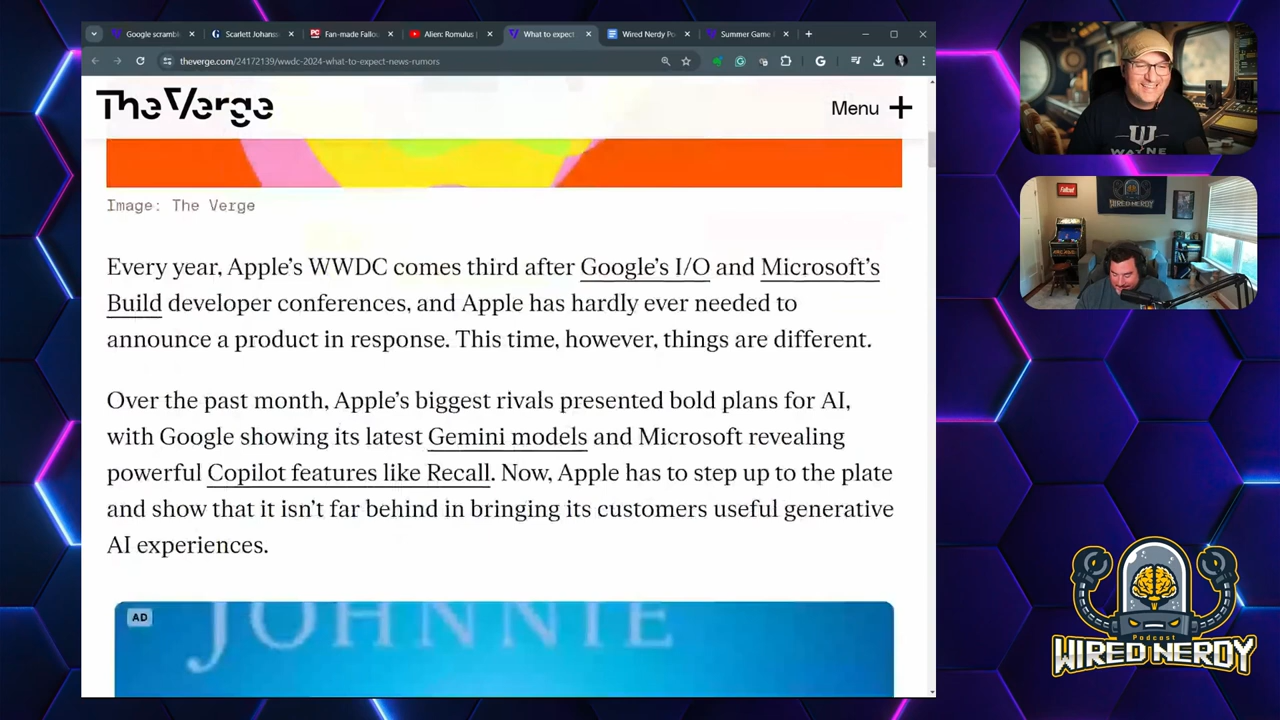 Google scrambl
Scarlett Johans
Fan-made Fallo
Alien: Romulus
What to expect
Wired Nerdy Po
Summer Game
theverge.com/24172139/wwdc-2024-what-to-expect-news-rumors
The Verge
Menu
Image: The Verge
Every year, Apple’s WWDC comes third after Google’s I/O and Microsoft’s
Build developer conferences, and Apple has hardly ever needed to
announce a product in response. This time, however, things are different.
Over the past month, Apple’s biggest rivals presented bold plans for AI,
with Google showing its latest Gemini models and Microsoft revealing
powerful Copilot features like Recall. Now, Apple has to step up to the plate
and show that it isn’t far behind in bringing its customers useful generative
AI experiences.
AD
JOHNNIE
WAYNE
Fallout
WIRED NERDY
Podcast
WIRED NERDY